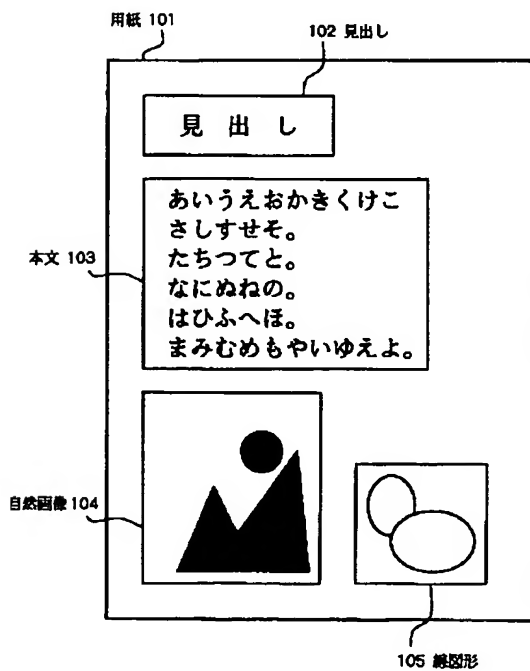 用紙 101
102 見出し
見 出 し
あいうえおかきくけこ
さしすせそ。
たちつてと。
なにぬねの。
はひふへほ。
まみむめもやいゆえよ。
本文 103
自然画像 104
105 線図形